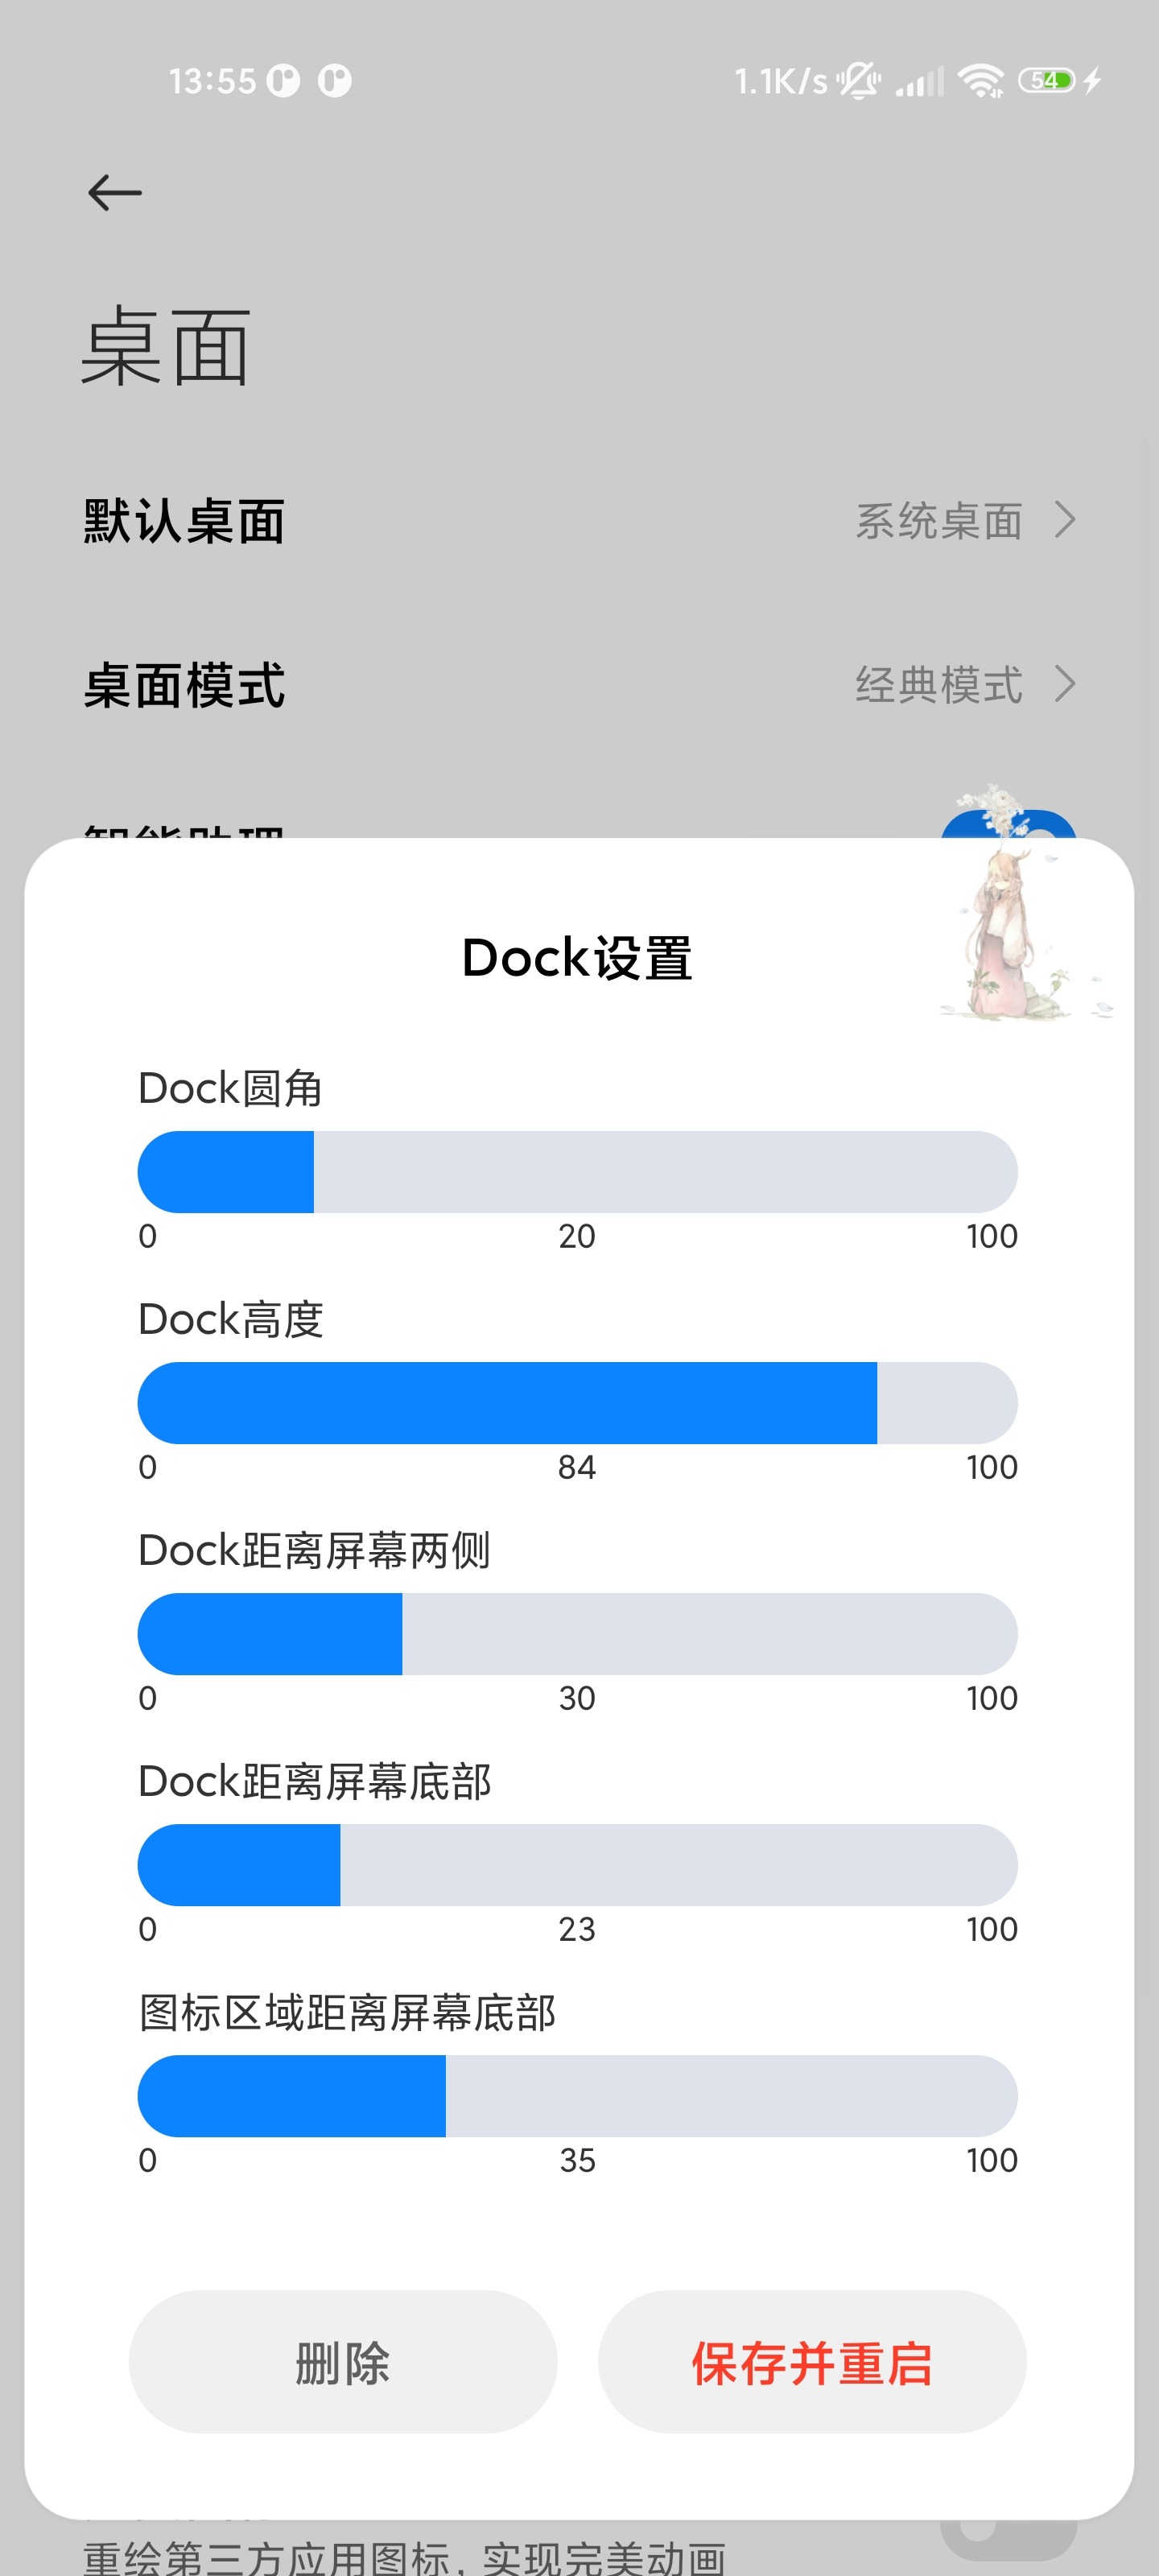 13:55 1.1K/s 54
桌面
默认桌面 系统桌面
桌面模式 经典模式
智能助理
Dock设置
Dock圆角
0 20 100
Dock高度
0 84 100
Dock距离屏幕两侧
0 30 100
Dock距离屏幕底部
0 23 100
图标区域距离屏幕底部
0 35 100
删除 保存并重启
重绘第三方应用图标，实现完美动画